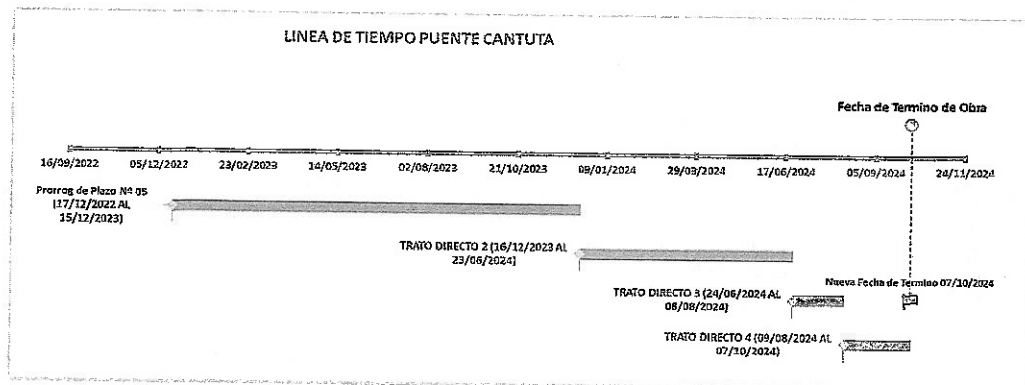 LINEA DE TIEMPO PUENTE CANTUTA
Fecha de Termino de Obra
16/09/2022 05/12/2022 23/02/2023 14/05/2023 02/08/2023 21/10/2023 09/01/2024 29/03/2024 17/06/2024 05/09/2024 24/11/2024
Prorrog de Plazo Nº 05
(17/12/2022 AL
15/12/2023)
TRATO DIRECTO 2 (16/12/2023 AL
23/06/2024)
TRATO DIRECTO 3 (24/06/2024 AL
08/08/2024)
Nueva Fecha de Termino 07/10/2024
TRATO DIRECTO 4 (09/08/2024 AL
07/10/2024)